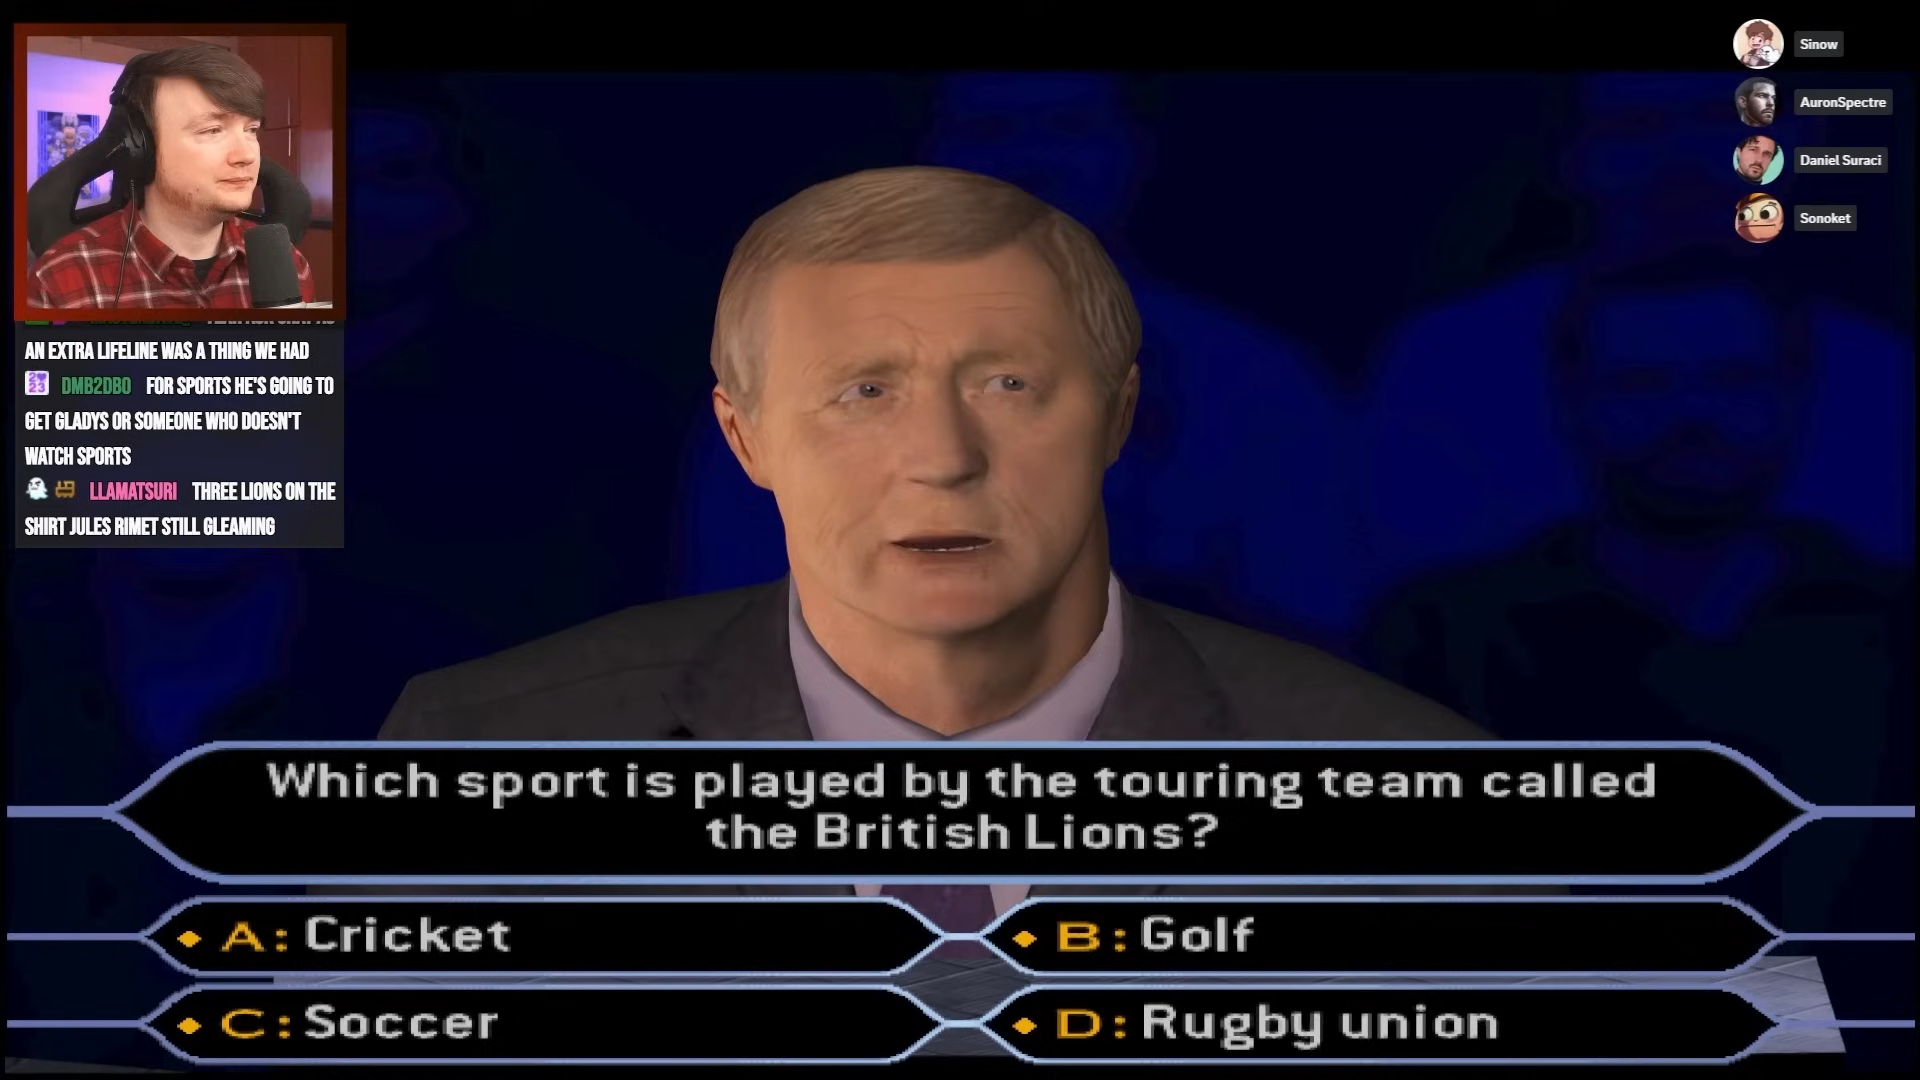 Sinow
AuronSpectre
Daniel Suraci
Sonoket
AN EXTRA LIFELINE WAS A THING WE HAD
DMB2DBO FOR SPORTS HE'S GOING TO
GET GLADYS OR SOMEONE WHO DOESN'T
WATCH SPORTS
LLAMATSURI THREE LIONS ON THE
SHIRT JULES RIMET STILL GLEAMING
Which sport is played by the touring team called
the British Lions?
A: Cricket
B: Golf
C: Soccer
D: Rugby union